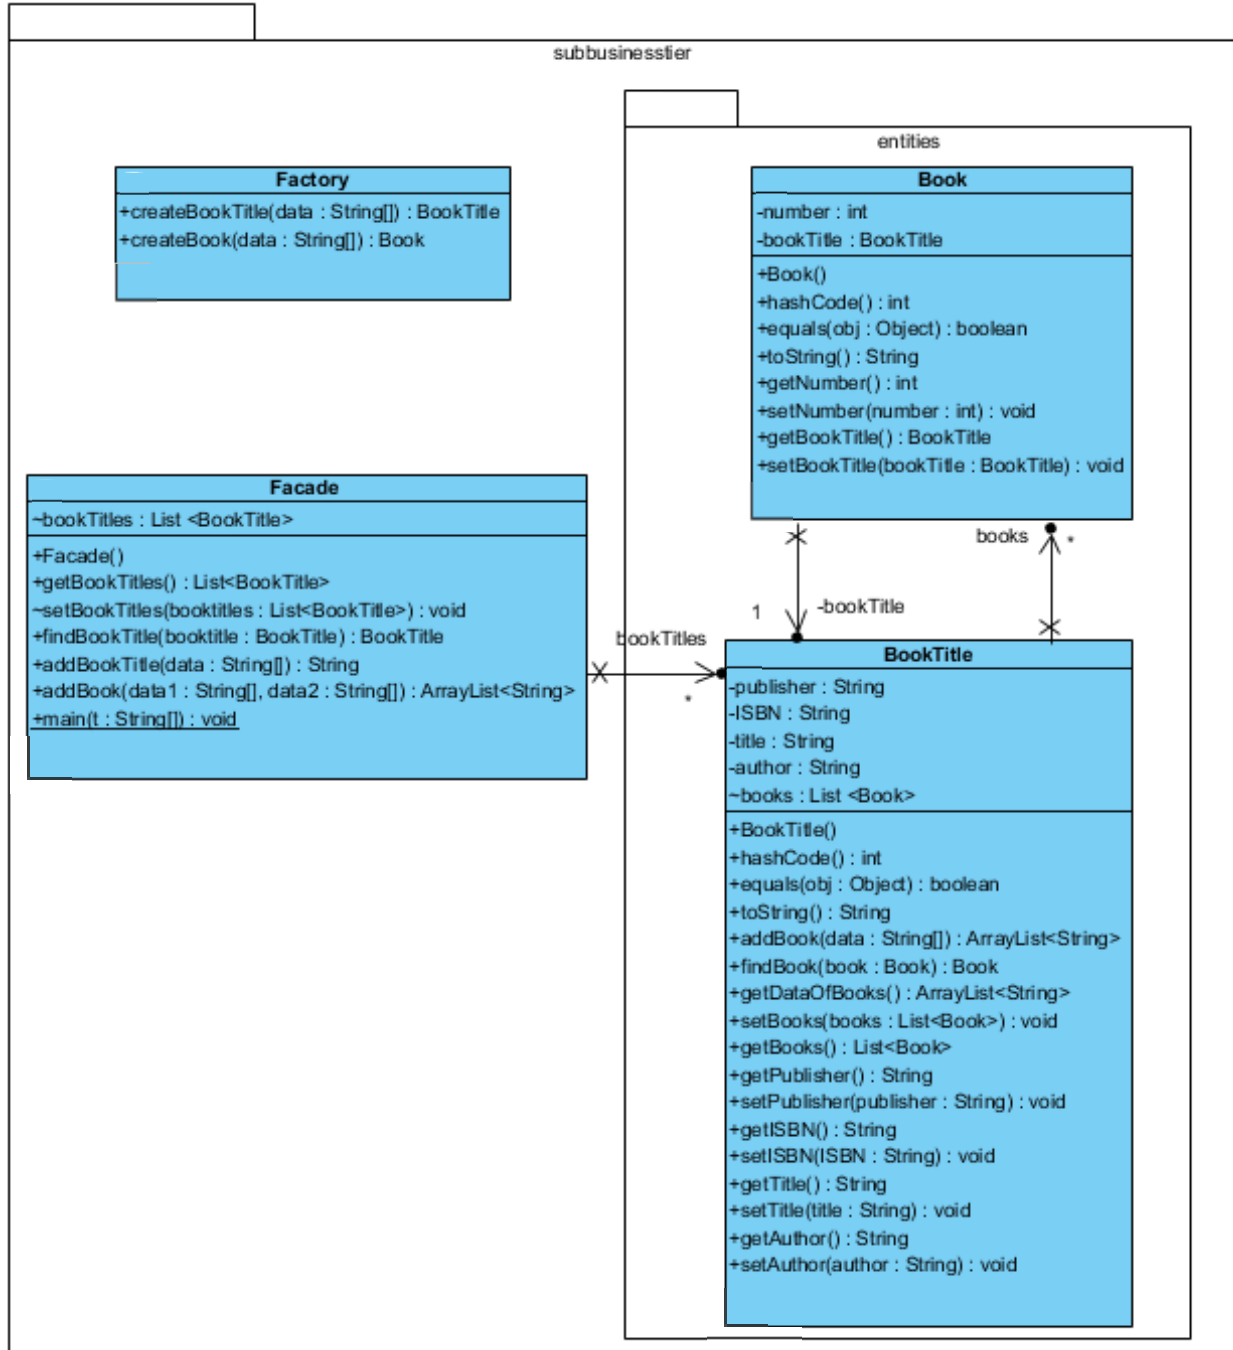 subbusinesstier
entities
Factory
+createBookTitle(data : String[]) : BookTitle
+createBook(data : String[]) : Book
Book
-number : int
-bookTitle : BookTitle
+Book()
+hashCode() : int
+equals(obj : Object) : boolean
+toString() : String
+getNumber() : int
+setNumber(number : int) : void
+getBookTitle() : BookTitle
+setBookTitle(bookTitle : BookTitle) : void
Facade
~bookTitles : List <BookTitle>
+Facade()
+getBookTitles() : List<BookTitle>
~setBookTitles(booktitles : List<BookTitle>) : void
+findBookTitle(booktitle : BookTitle) : BookTitle
+addBookTitle(data : String[]) : String
+addBook(data1 : String[], data2 : String[]) : ArrayList<String>
+main(t : String[]) : void
books
*
1
-bookTitle
bookTitles
*
BookTitle
-publisher : String
-ISBN : String
-title : String
-author : String
~books : List <Book>
+BookTitle()
+hashCode() : int
+equals(obj : Object) : boolean
+toString() : String
+addBook(data : String[]) : ArrayList<String>
+findBook(book : Book) : Book
+getDataOfBooks() : ArrayList<String>
+setBooks(books : List<Book>) : void
+getBooks() : List<Book>
+getPublisher() : String
+setPublisher(publisher : String) : void
+getISBN() : String
+setISBN(ISBN : String) : void
+getTitle() : String
+setTitle(title : String) : void
+getAuthor() : String
+setAuthor(author : String) : void